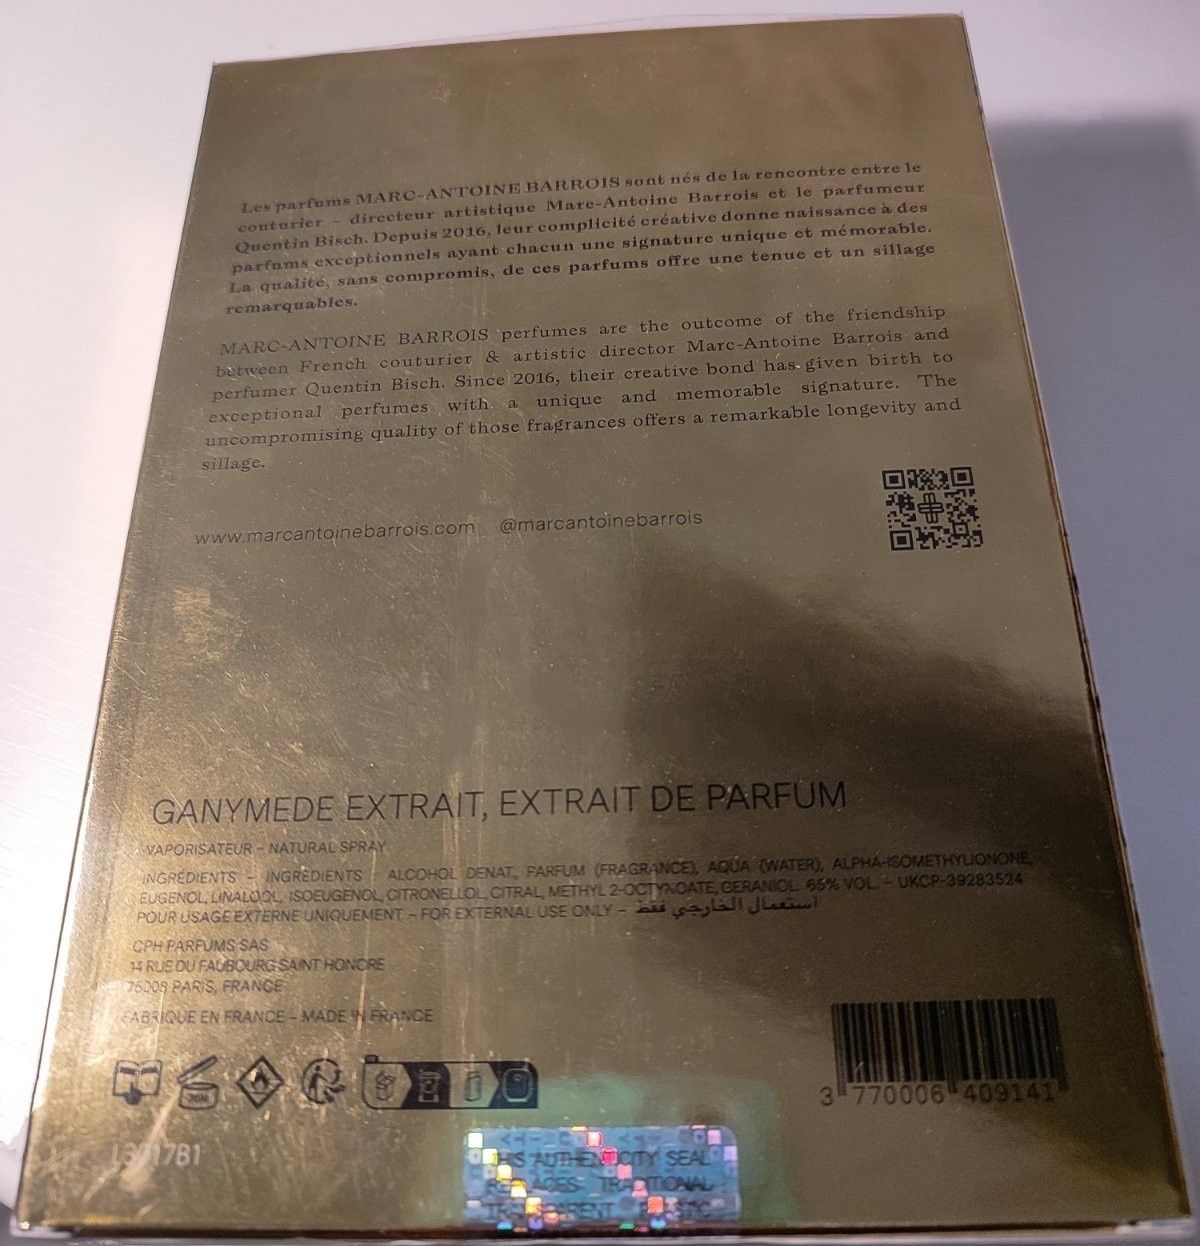 Les parfums MARC-ANTOINE BARROIS sont nés de la rencontre entre le
couturier – directeur artistique Marc-Antoine Barrois et le parfumeur
Quentin Bisch. Depuis 2016, leur complicité créative donne naissance à des
parfums exceptionnels ayant chacun une signature unique et mémorable.
La qualité, sans compromis, de ces parfums offre une tenue et un sillage
remarquables.
MARC-ANTOINE BARROIS perfumes are the outcome of the friendship
between French couturier & artistic director Marc-Antoine Barrois and
perfumer Quentin Bisch. Since 2016, their creative bond has given birth to
exceptional perfumes with a unique and memorable signature. The
uncompromising quality of those fragrances offers a remarkable longevity and
sillage.
www.marcantoinebarrois.com @marcantoinebarrois
GANYMEDE EXTRAIT, EXTRAIT DE PARFUM
VAPORISATEUR – NATURAL SPRAY
INGRÉDIENTS – INGREDIENTS : ALCOHOL DENAT., PARFUM (FRAGRANCE), AQUA (WATER), ALPHA-ISOMETHYLIONONE,
EUGENOL, LINALOOL, ISOEUGENOL, CITRONELLOL, CITRAL, METHYL 2-OCTYNOATE, GERANIOL. 85% VOL. – UKCP-39283524
POUR USAGE EXTERNE UNIQUEMENT – FOR EXTERNAL USE ONLY – استعمال الخارجي فقط
CPH PARFUMS SAS
14 RUE DU FAUBOURG SAINT HONORE
75008 PARIS, FRANCE
FABRIQUE EN FRANCE – MADE IN FRANCE
36M
3 770006 409141
L3017B1
THIS AUTHENTICITY SEAL
REPLACES TRADITIONAL
TRANSPARENT PLASTIC